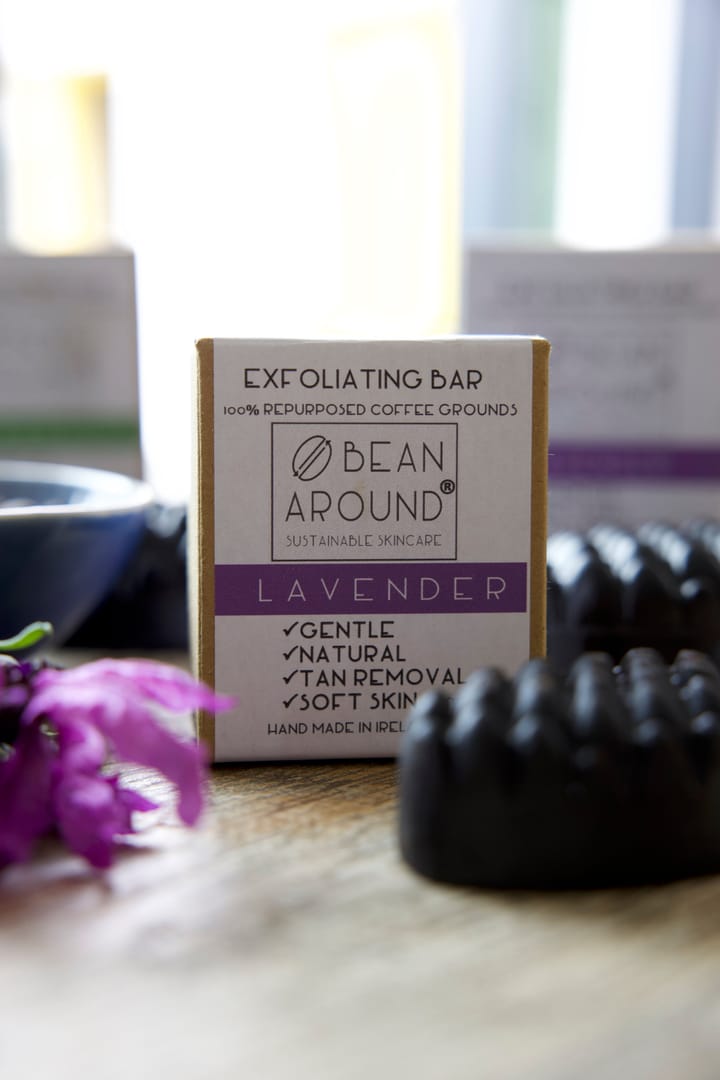 EXFOLIATING BAR
100% REPURPOSED COFFEE GROUNDS
BEAN
AROUND®
SUSTAINABLE SKINCARE
LAVENDER
✓GENTLE
✓NATURAL
✓TAN REMOVAL
✓SOFT SKIN
HAND MADE IN